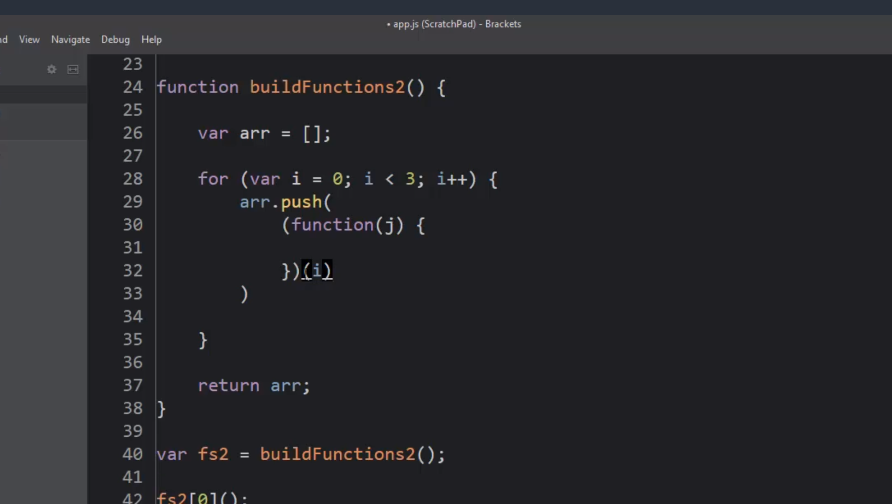 • app.js (ScratchPad) - Brackets
View Navigate Debug Help
23
24 function buildFunctions2() {
25
26 var arr = [];
27
28 for (var i = 0; i < 3; i++) {
29 arr.push(
30 (function(j) {
31
32 })(i)
33 )
34
35 }
36
37 return arr;
38 }
39
40 var fs2 = buildFunctions2();
41
42 fs2[0]();